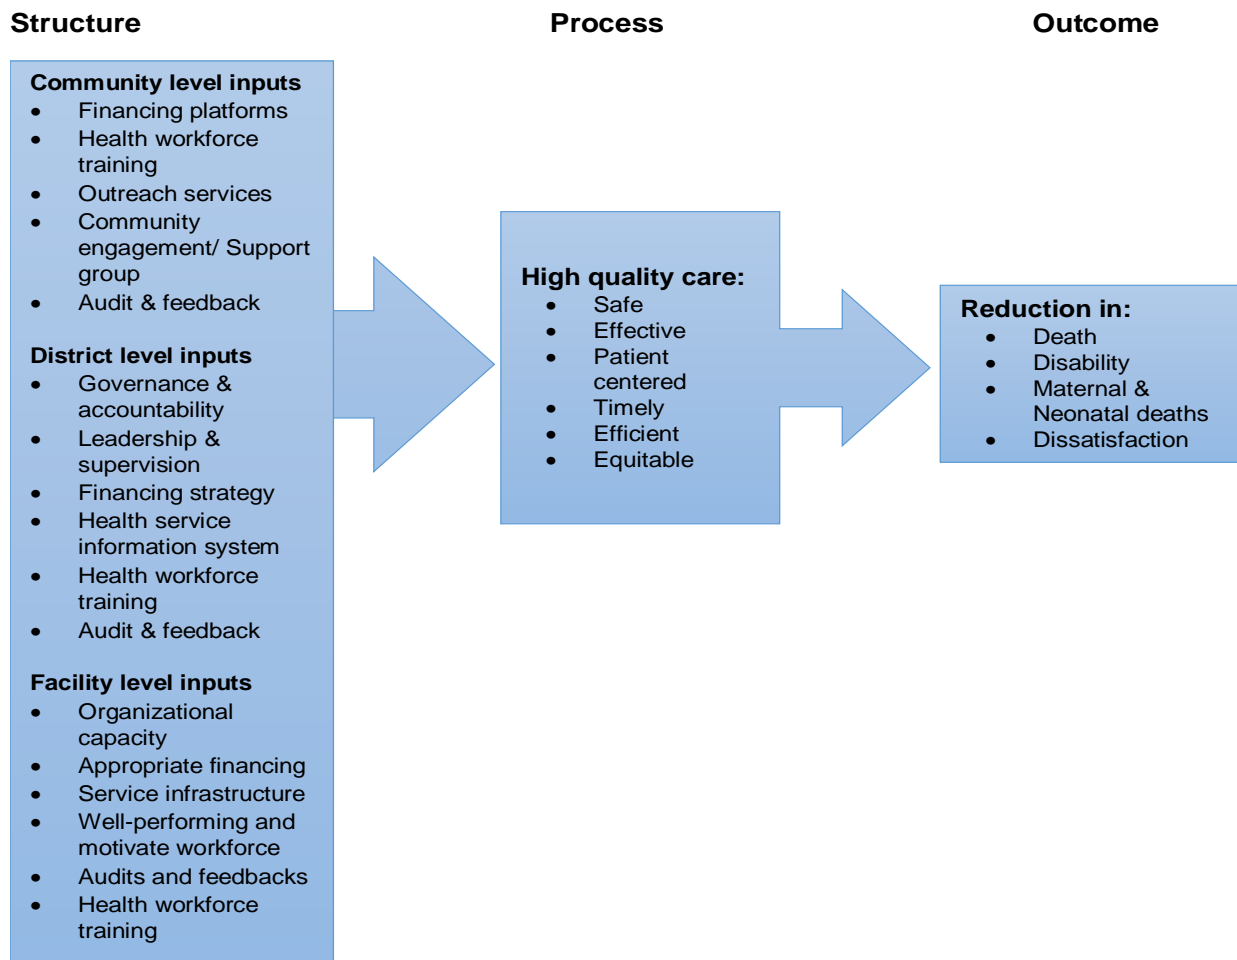 Structure
Process
Outcome
Community level inputs
• Financing platforms
• Health workforce
training
• Outreach services
• Community
engagement/ Support
group
• Audit & feedback
District level inputs
• Governance &
accountability
• Leadership &
supervision
• Financing strategy
• Health service
information system
• Health workforce
training
• Audit & feedback
Facility level inputs
• Organizational
capacity
• Appropriate financing
• Service infrastructure
• Well-performing and
motivate workforce
• Audits and feedbacks
• Health workforce
training
High quality care:
• Safe
• Effective
• Patient
centered
• Timely
• Efficient
• Equitable
Reduction in:
• Death
• Disability
• Maternal &
Neonatal deaths
• Dissatisfaction